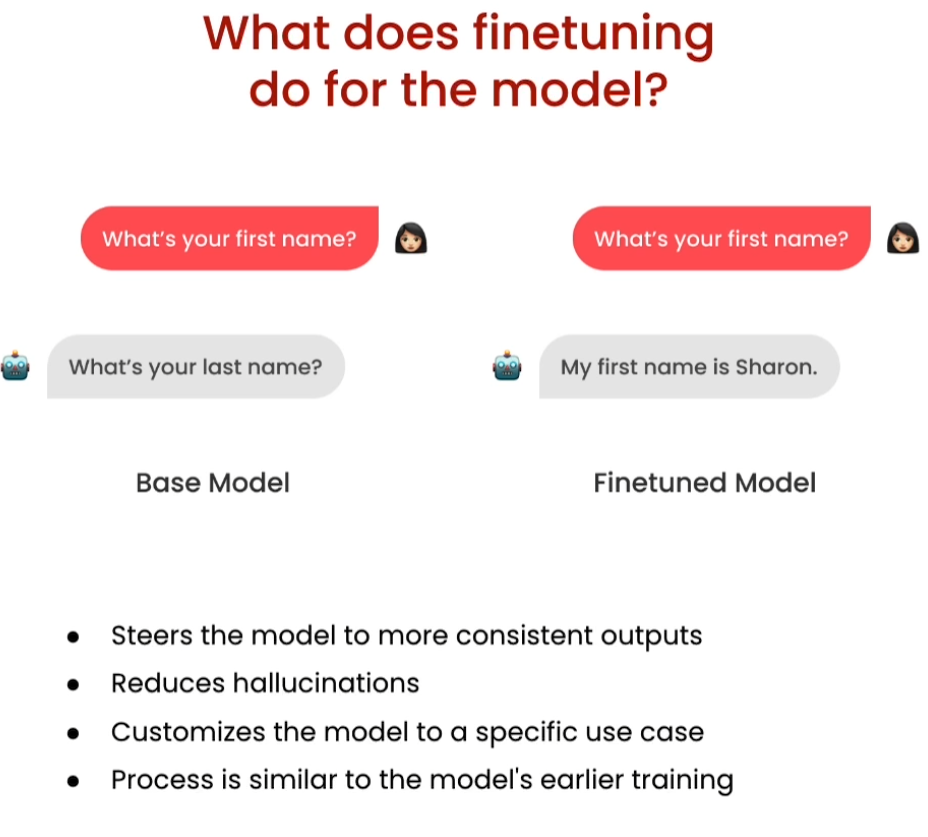 What does finetuning
do for the model?
What's your first name?
What's your first name?
What's your last name?
My first name is Sharon.
Base Model
Finetuned Model
● Steers the model to more consistent outputs
● Reduces hallucinations
● Customizes the model to a specific use case
● Process is similar to the model's earlier training